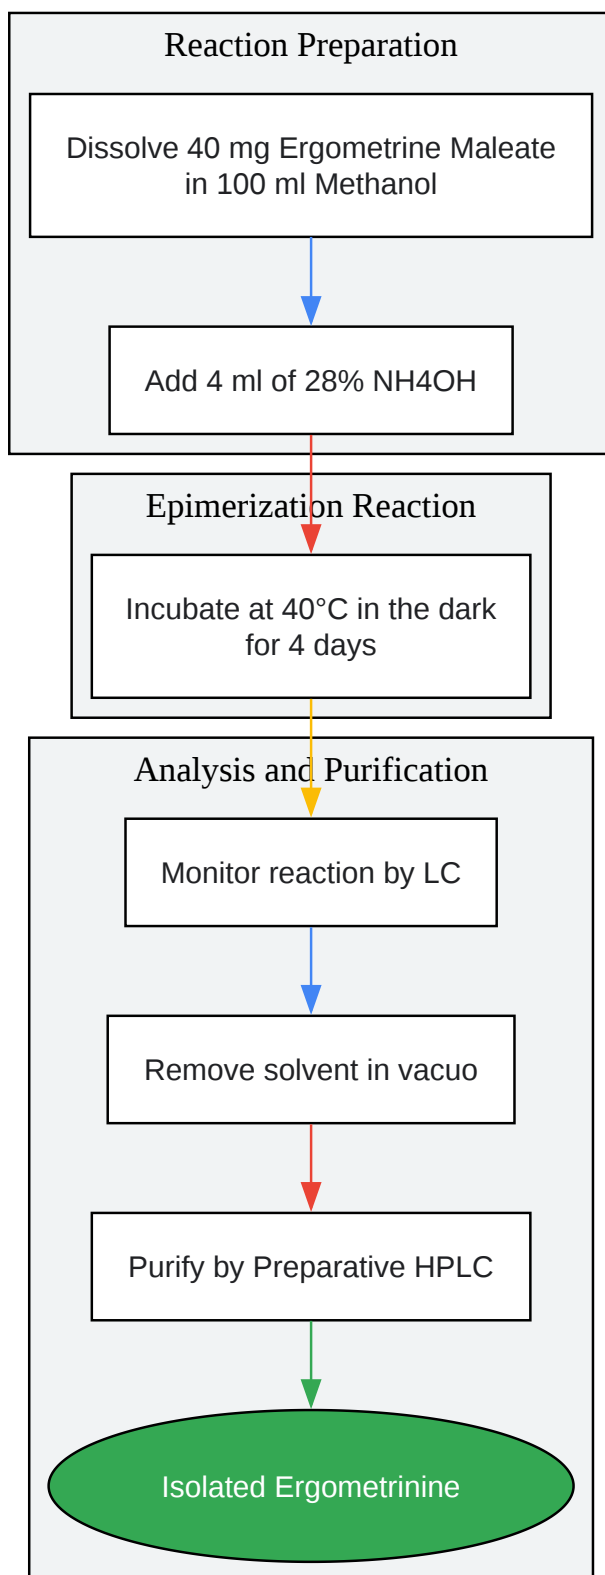 Reaction Preparation
Dissolve 40 mg Ergometrine Maleate
in 100 ml Methanol
Add 4 ml of 28% NH4OH
Epimerization Reaction
Incubate at 40°C in the dark
for 4 days
Analysis and Purification
Monitor reaction by LC
Remove solvent in vacuo
Purify by Preparative HPLC
Isolated Ergometrinine